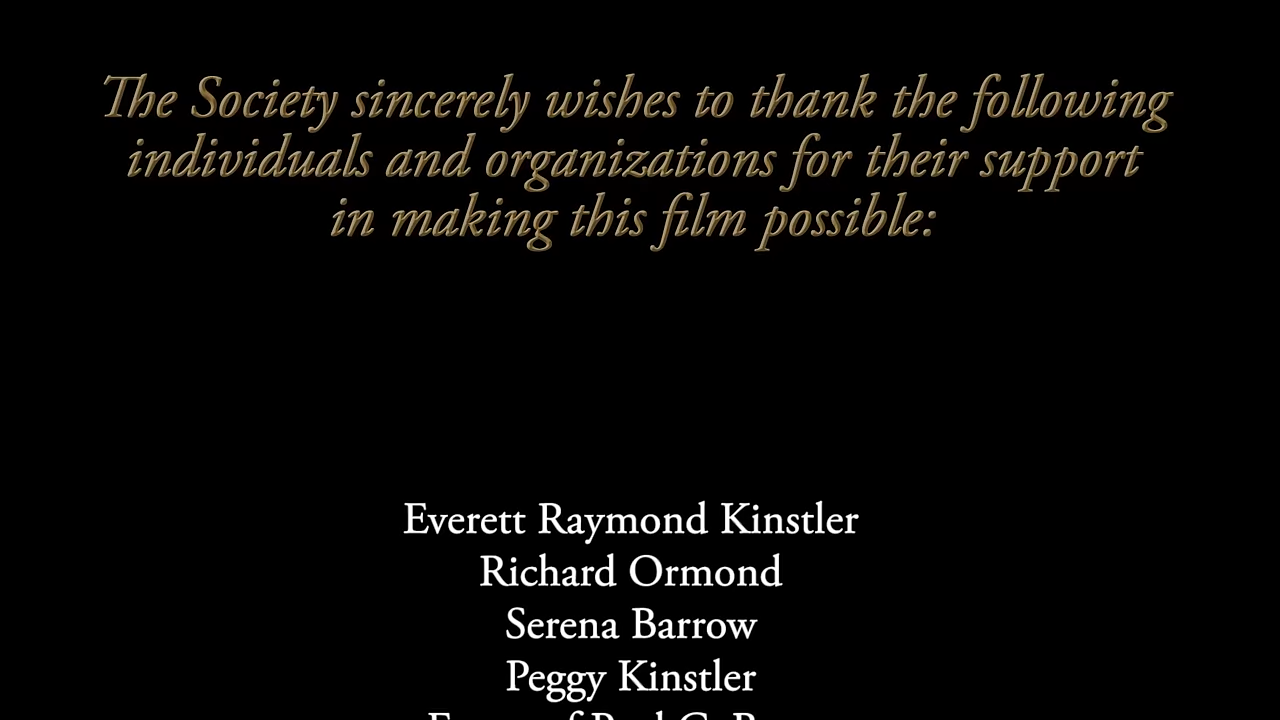 The Society sincerely wishes to thank the following
individuals and organizations for their support
in making this film possible:
Everett Raymond Kinstler
Richard Ormond
Serena Barrow
Peggy Kinstler